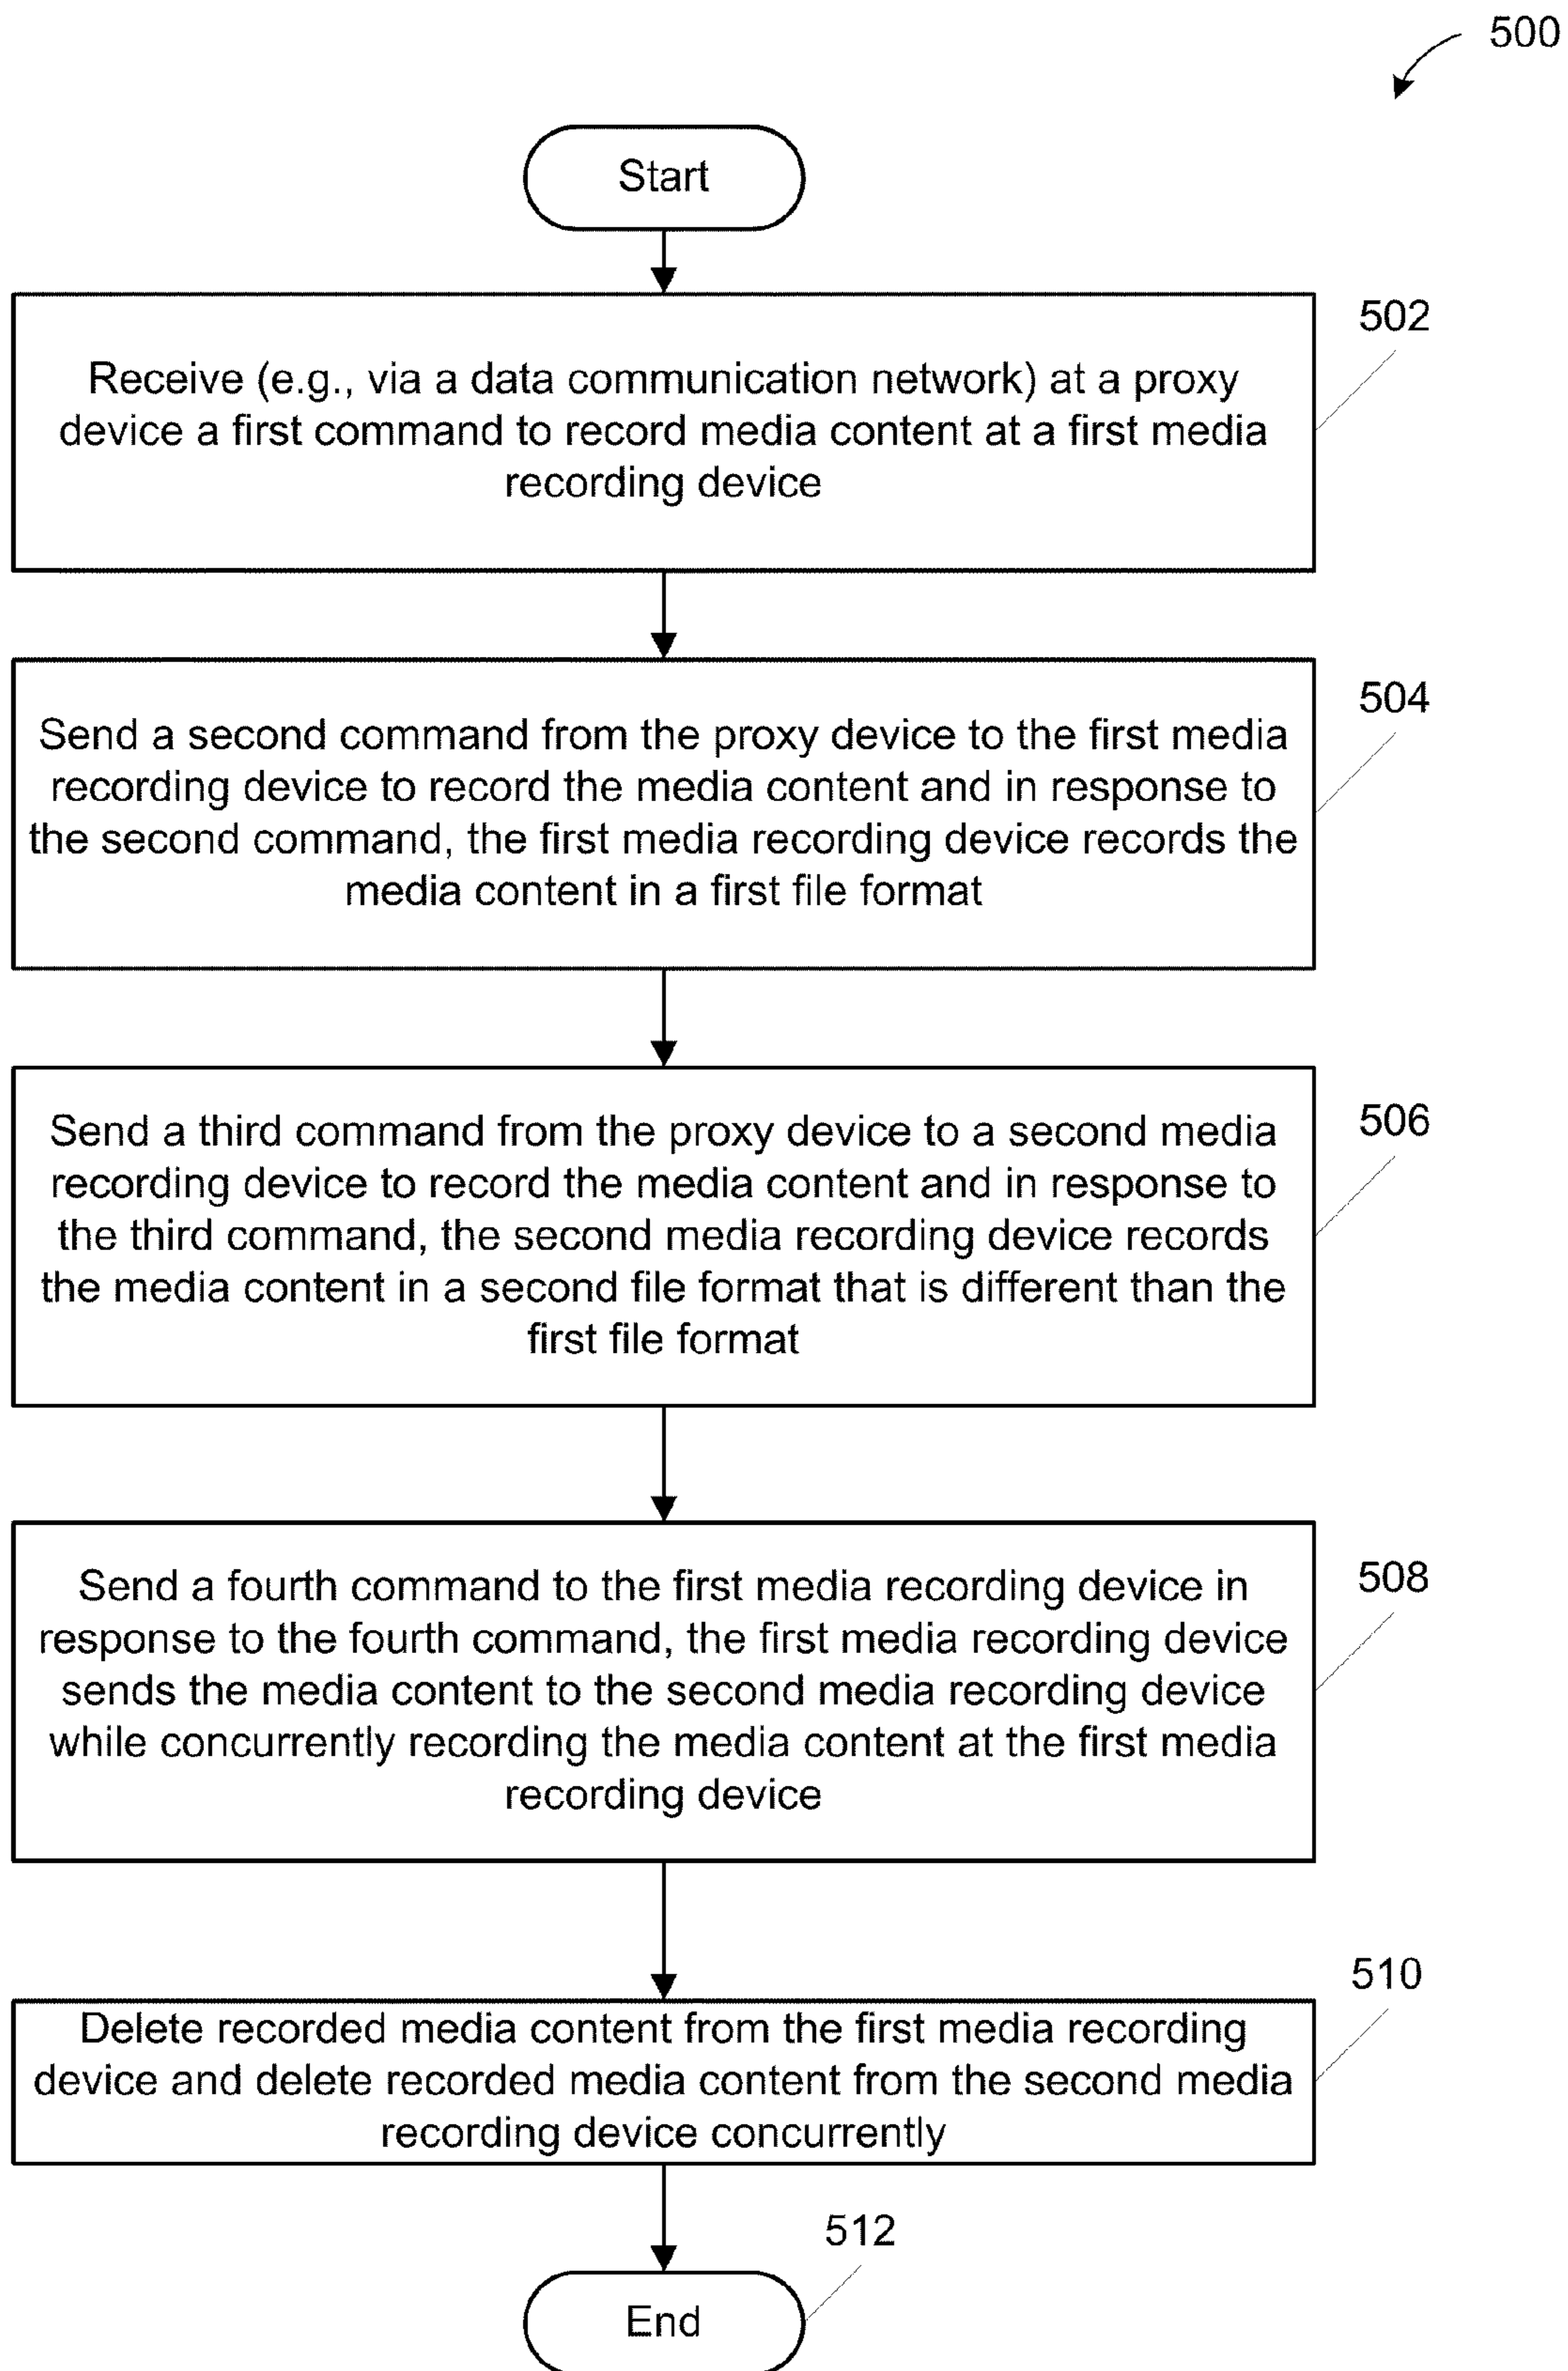 500
Start
502
Receive (e.g., via a data communication network) at a proxy
device a first command to record media content at a first media
recording device
504
Send a second command from the proxy device to the first media
recording device to record the media content and in response to
the second command, the first media recording device records the
media content in a first file format
506
Send a third command from the proxy device to a second media
recording device to record the media content and in response to
the third command, the second media recording device records
the media content in a second file format that is different than the
first file format
508
Send a fourth command to the first media recording device in
response to the fourth command, the first media recording device
sends the media content to the second media recording device
while concurrently recording the media content at the first media
recording device
510
Delete recorded media content from the first media recording
device and delete recorded media content from the second media
recording device concurrently
512
End